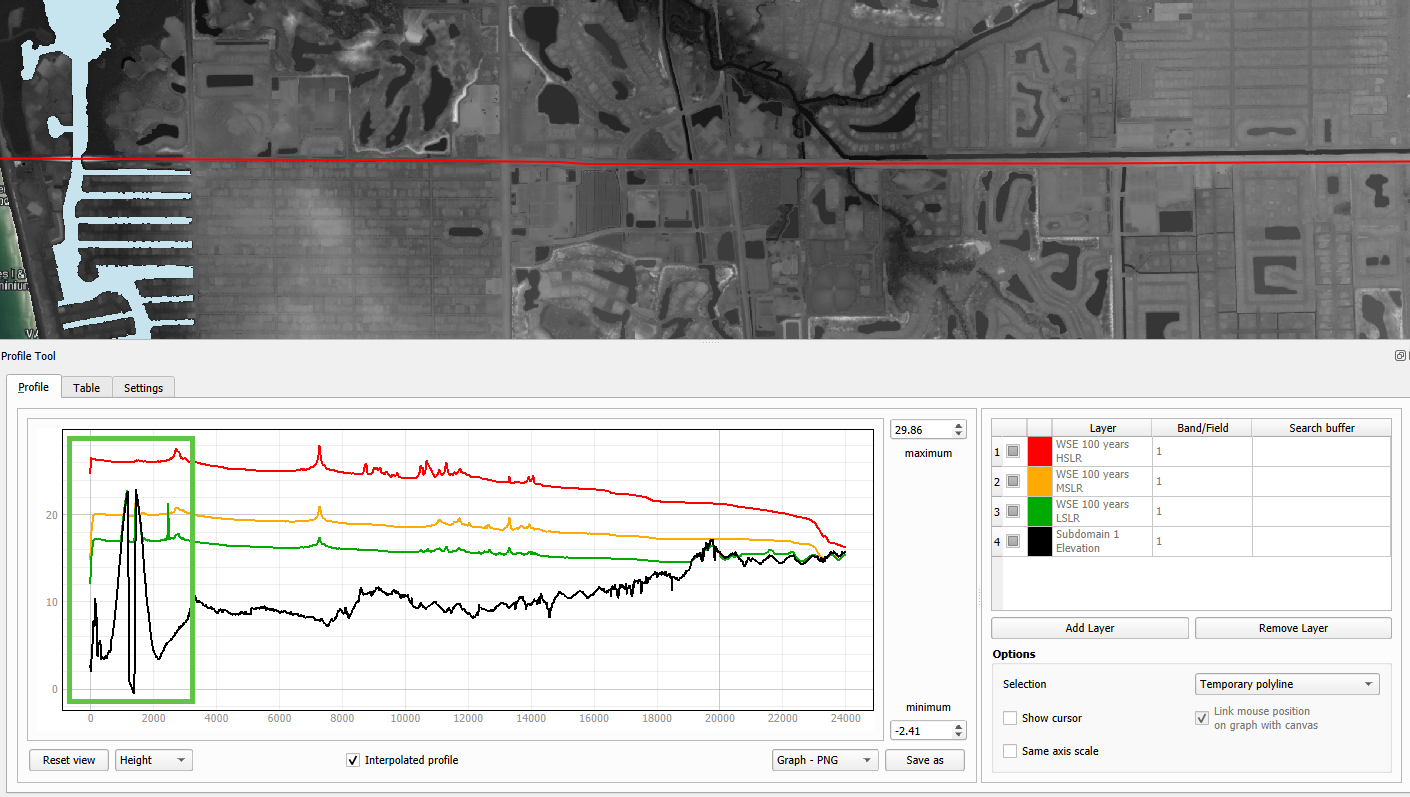 es I &
V
Profile Tool
Profile
Table
Settings
29.86
maximum
20
10
0
0
2000
4000
6000
8000
10000
12000
14000
16000
18000
20000
22000
24000
minimum
-2.41
Reset view
Height
Interpolated profile
Graph - PNG
Save as
Layer
Band/Field
Search buffer
1
WSE 100 years
HSLR
1
2
WSE 100 years
MSLR
1
3
WSE 100 years
LSLR
1
4
Subdomain 1
Elevation
1
Add Layer
Remove Layer
Options
Selection
Temporary polyline
Show cursor
Link mouse position
on graph with canvas
Same axis scale